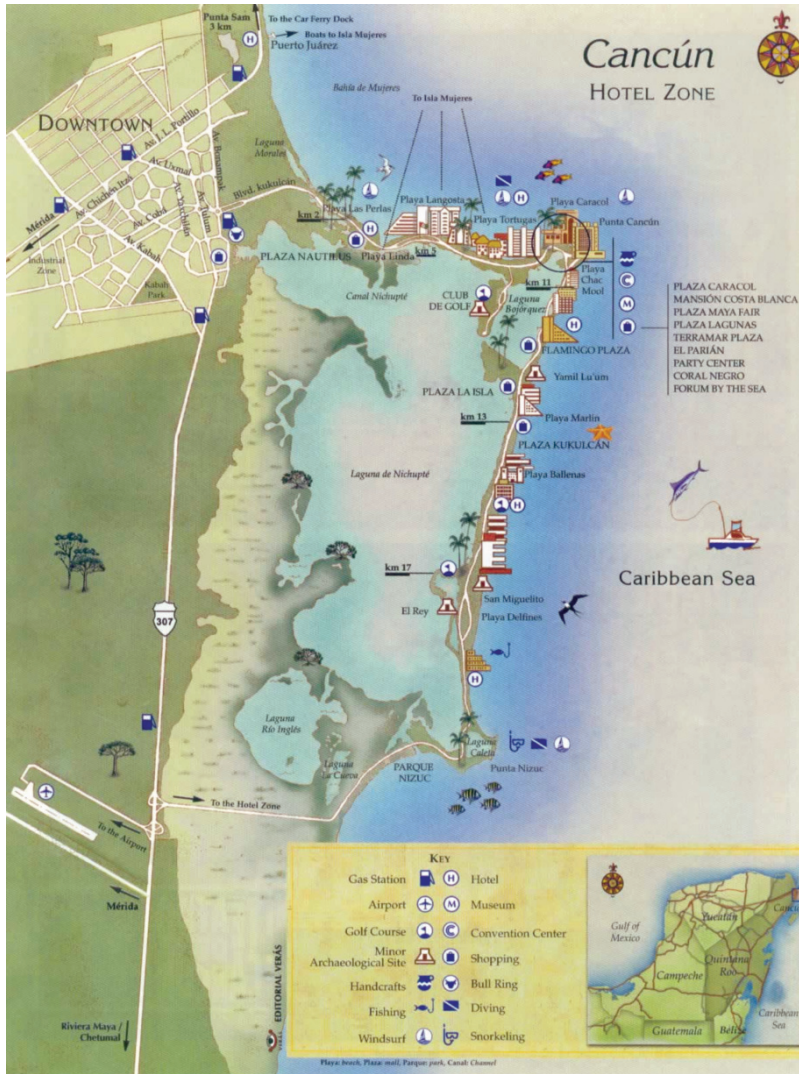 Cancún
HOTEL ZONE
Punta Sam
3 km
To the Car Ferry Dock
Boats to Isla Mujeres
Puerto Juárez
Bahía de Mujeres
To Isla Mujeres
DOWNTOWN
Av. J. L. Portillo
Av. Bonampak
Laguna
Morales
Av. Uxmal
Av. Chichen Itzá
Av. Yaxchilán
Av. Tulum
Blvd. kukulcán
Av. Cobá
Av. Kabah
Mérida
Industrial
Zone
Kabah
Park
km 2
Playa Las Perlas
Playa Langosta
Playa Tortugas
Playa Caracol
Punta Cancún
PLAZA NAUTILUS
Playa Linda
km 5
Canal Nichupté
CLUB
DE GOLF
Laguna
Bojórquez
km 11
Playa
Chac
Mool
PLAZA CARACOL
MANSIÓN COSTA BLANCA
PLAZA MAYA FAIR
PLAZA LAGUNAS
TERRAMAR PLAZA
EL PARIÁN
PARTY CENTER
CORAL NEGRO
FORUM BY THE SEA
H
C
M
FLAMINGO PLAZA
Yamil Lu'um
PLAZA LA ISLA
Playa Marlin
km 13
PLAZA KUKULCÁN
Laguna de Nichupté
Playa Ballenas
km 17
Caribbean Sea
San Miguelito
El Rey
Playa Delfines
307
Laguna
Río Inglés
Laguna
La Cueva
PARQUE
NIZUC
Laguna
Caleta
Punta Nizuc
To the Hotel Zone
To the Airport
Mérida
Riviera Maya /
Chetumal
EDITORIAL VERÁS
KEY
Gas Station
H Hotel
Airport
M Museum
Golf Course
C Convention Center
Minor
Archaeological Site
Shopping
Handcrafts
Bull Ring
Fishing
Diving
Windsurf
Snorkeling
Gulf of
Mexico
Yucatán
Cancún
Quintana
Roo
Campeche
Guatemala
Belize
Caribbean
Sea
Playa: beach, Plaza: mall, Parque: park, Canal: Channel